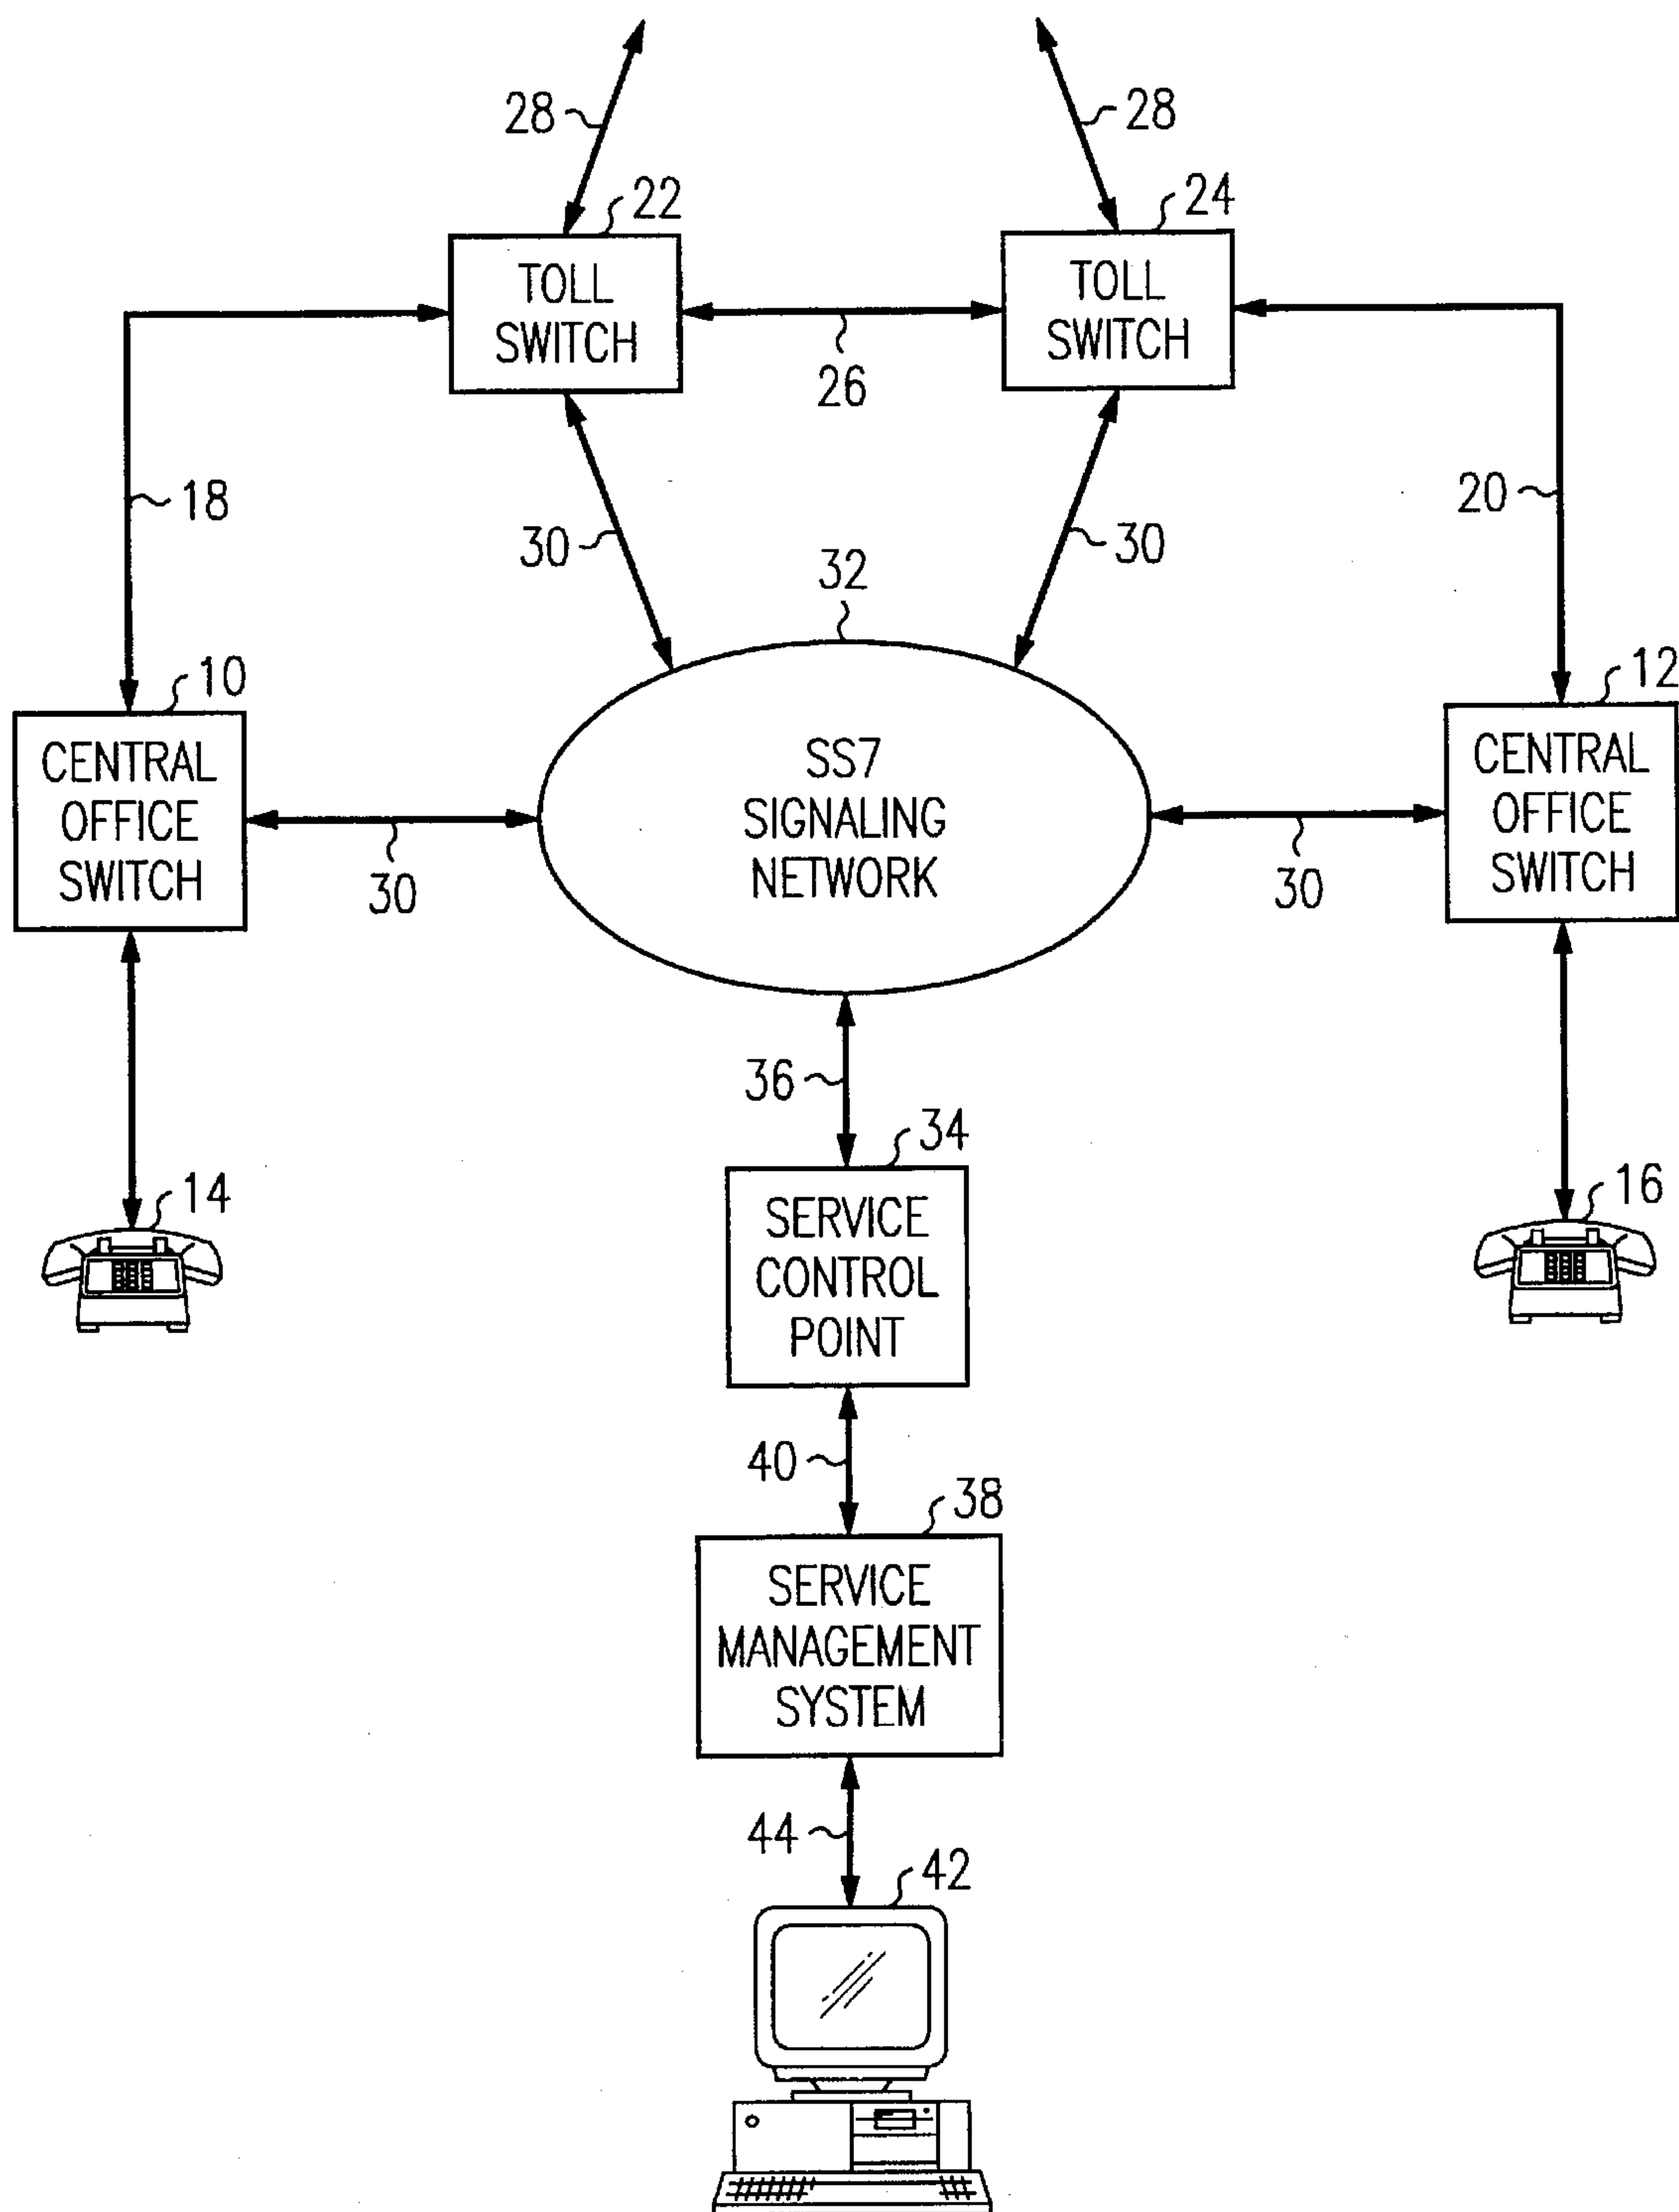 28
28
22
24
TOLL
SWITCH
TOLL
SWITCH
26
18
20
30
30
32
10
12
CENTRAL
OFFICE
SWITCH
SS7
SIGNALING
NETWORK
CENTRAL
OFFICE
SWITCH
30
30
36
34
14
16
SERVICE
CONTROL
POINT
40
38
SERVICE
MANAGEMENT
SYSTEM
44
42